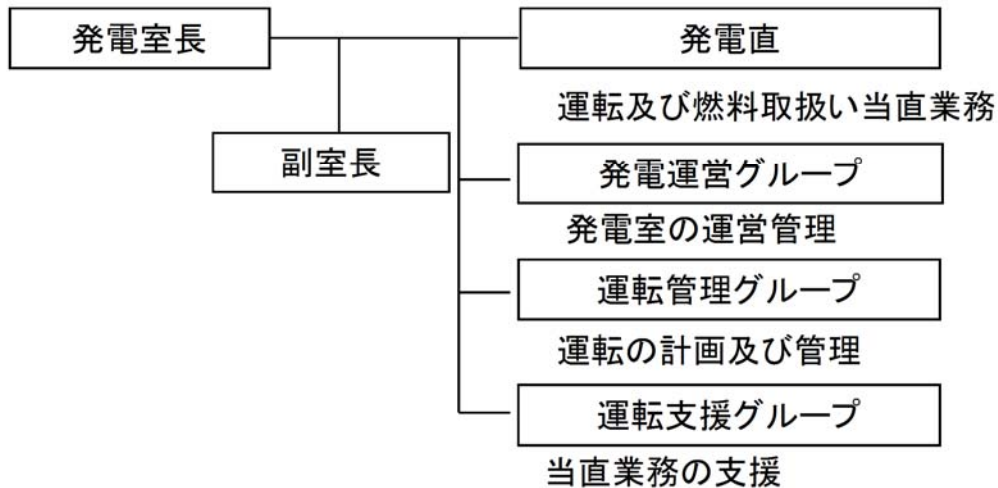 発電室長
発電直
運転及び燃料取扱い当直業務
副室長
発電運営グループ
発電室の運営管理
運転管理グループ
運転の計画及び管理
運転支援グループ
当直業務の支援